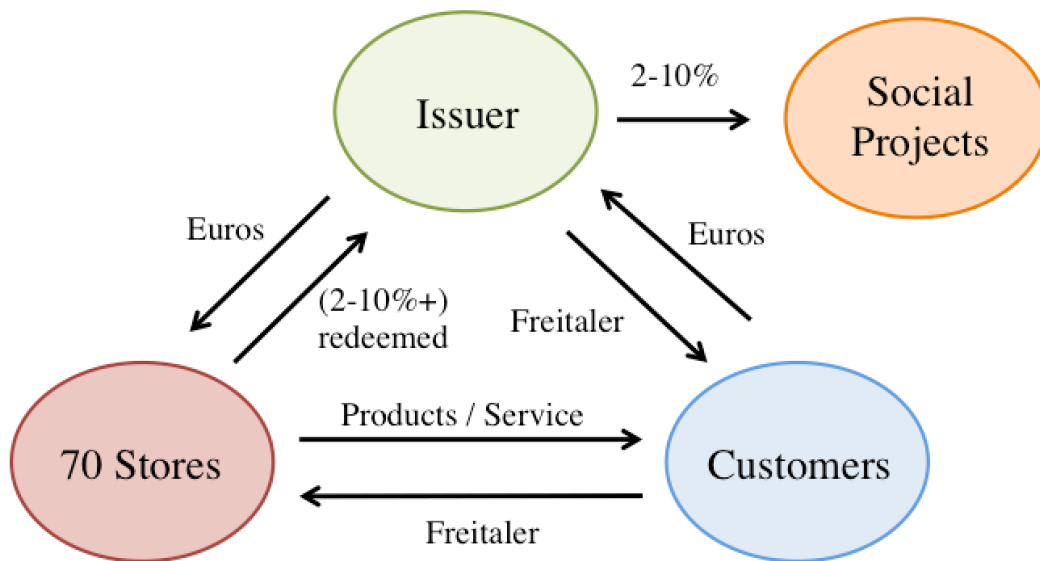 Issuer
2-10%
Social
Projects
Euros
Euros
(2-10%+)
redeemed
Freitaler
Products / Service
70 Stores
Customers
Freitaler